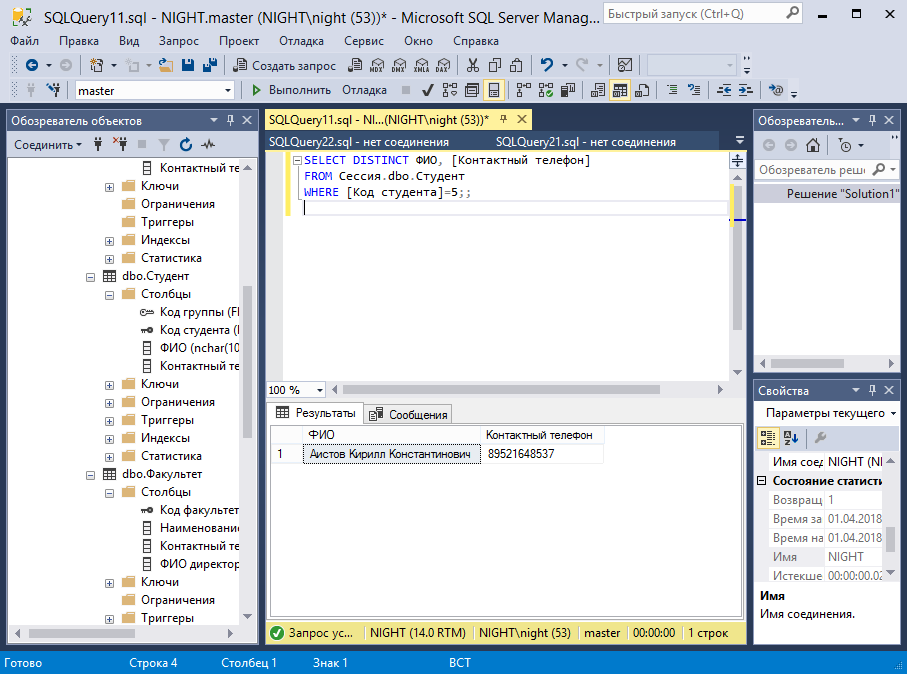 SQLQuery11.sql - NIGHT.master (NIGHT\night (53))* - Microsoft SQL Server Manag...
Быстрый запуск (Ctrl+Q)
Файл Правка Вид Запрос Проект Отладка Сервис Окно Справка
Создать запрос MDX DMX XMLA DAX
master Выполнить Отладка
Обозреватель объектов
Соединить
Контактный те
Ключи
Ограничения
Триггеры
Индексы
Статистика
dbo.Студент
Столбцы
Код группы (F
Код студента (
ФИО (nchar(10
Контактный те
Ключи
Ограничения
Триггеры
Индексы
Статистика
dbo.Факультет
Столбцы
Код факультет
Наименование
Контактный те
ФИО директор
Ключи
Ограничения
Триггеры
SQLQuery11.sql - NI...(NIGHT\night (53))*
SQLQuery22.sql - нет соединения SQLQuery21.sql - нет соединения
SELECT DISTINCT ФИО, [Контактный телефон]
FROM Сессия.dbo.Студент
WHERE [Код студента]=5;;
100 %
Результаты Сообщения
ФИО Контактный телефон
1 Аистов Кирилл Константинович 89521648537
Запрос ус... NIGHT (14.0 RTM) NIGHT\night (53) master 00:00:00 1 строк
Обозреватель...
Обозреватель реше
Решение "Solution1"
Свойства
Параметры текущего
Имя соед NIGHT (NI
Состояние статисти
Возвращ 1
Время за 01.04.2018
Время на 01.04.2018
Имя NIGHT
Истекше 00:00:00.02
Имя
Имя соединения.
Готово Строка 4 Столбец 1 Знак 1 ВСТ